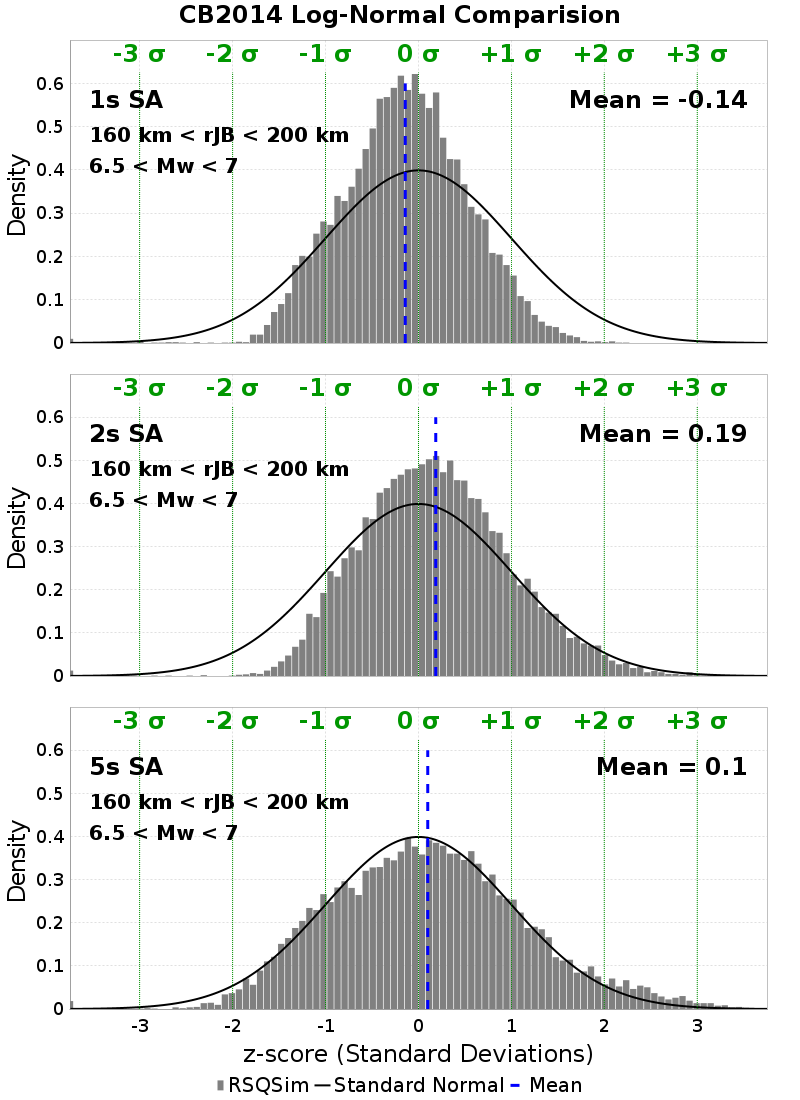 CB2014 Log-Normal Comparision
-3 σ -2 σ -1 σ 0 σ +1 σ +2 σ +3 σ
0.6
1s SA
Mean = -0.14
0.5
160 km < rJB < 200 km
6.5 < Mw < 7
0.4
0.3
Density
0.2
0.1
0
-3 σ -2 σ -1 σ 0 σ +1 σ +2 σ +3 σ
0.6
2s SA
Mean = 0.19
0.5
160 km < rJB < 200 km
6.5 < Mw < 7
0.4
0.3
Density
0.2
0.1
0
-3 σ -2 σ -1 σ 0 σ +1 σ +2 σ +3 σ
0.6
5s SA
Mean = 0.1
0.5
160 km < rJB < 200 km
6.5 < Mw < 7
0.4
0.3
Density
0.2
0.1
0
-3 -2 -1 0 1 2 3
z-score (Standard Deviations)
RSQSim Standard Normal Mean